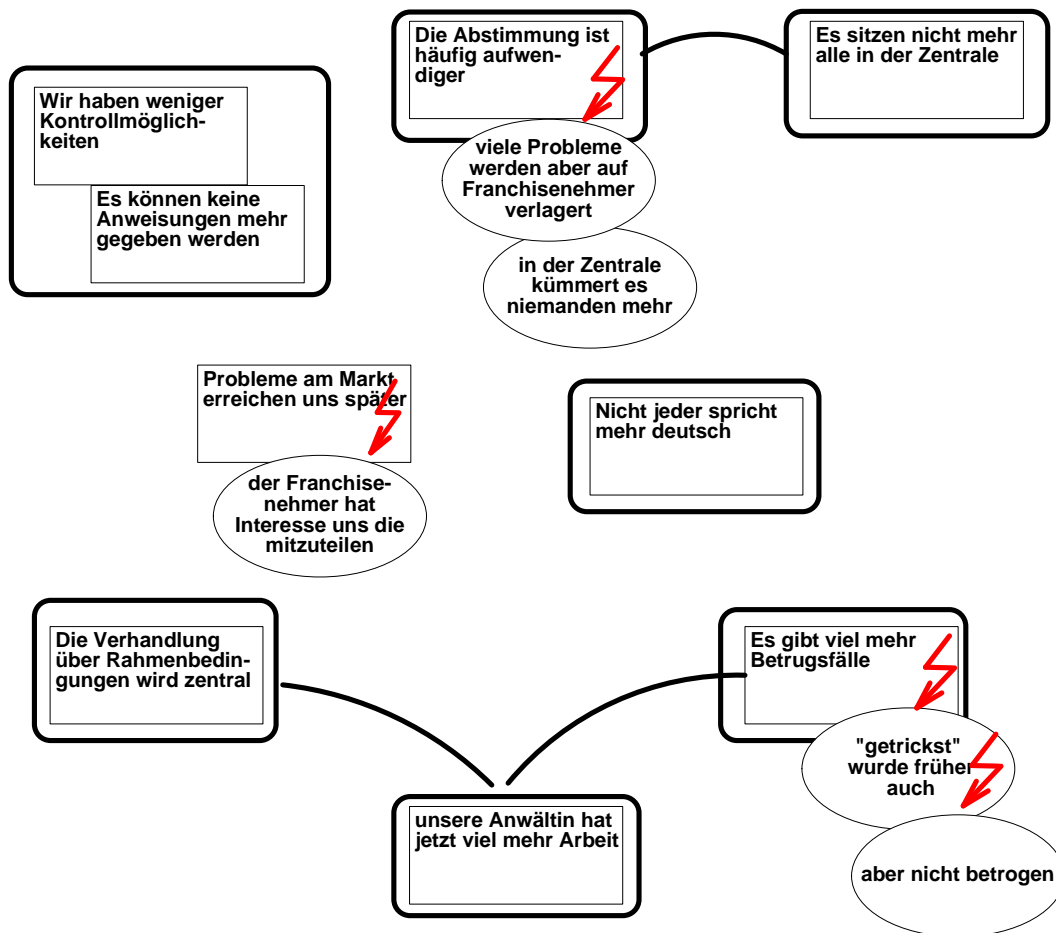 Die Abstimmung ist
häufig aufwen-
diger
Es sitzen nicht mehr
alle in der Zentrale
Wir haben weniger
Kontrollmöglich-
keiten
Es können keine
Anweisungen mehr
gegeben werden
viele Probleme
werden aber auf
Franchisenehmer
verlagert
in der Zentrale
kümmert es
niemanden mehr
Probleme am Markt
erreichen uns später
der Franchise-
nehmer hat
Interesse uns die
mitzuteilen
Nicht jeder spricht
mehr deutsch
Die Verhandlung
über Rahmenbedin-
gungen wird zentral
Es gibt viel mehr
Betrugsfälle
"getrickst"
wurde früher
auch
aber nicht betrogen
unsere Anwältin hat
jetzt viel mehr Arbeit